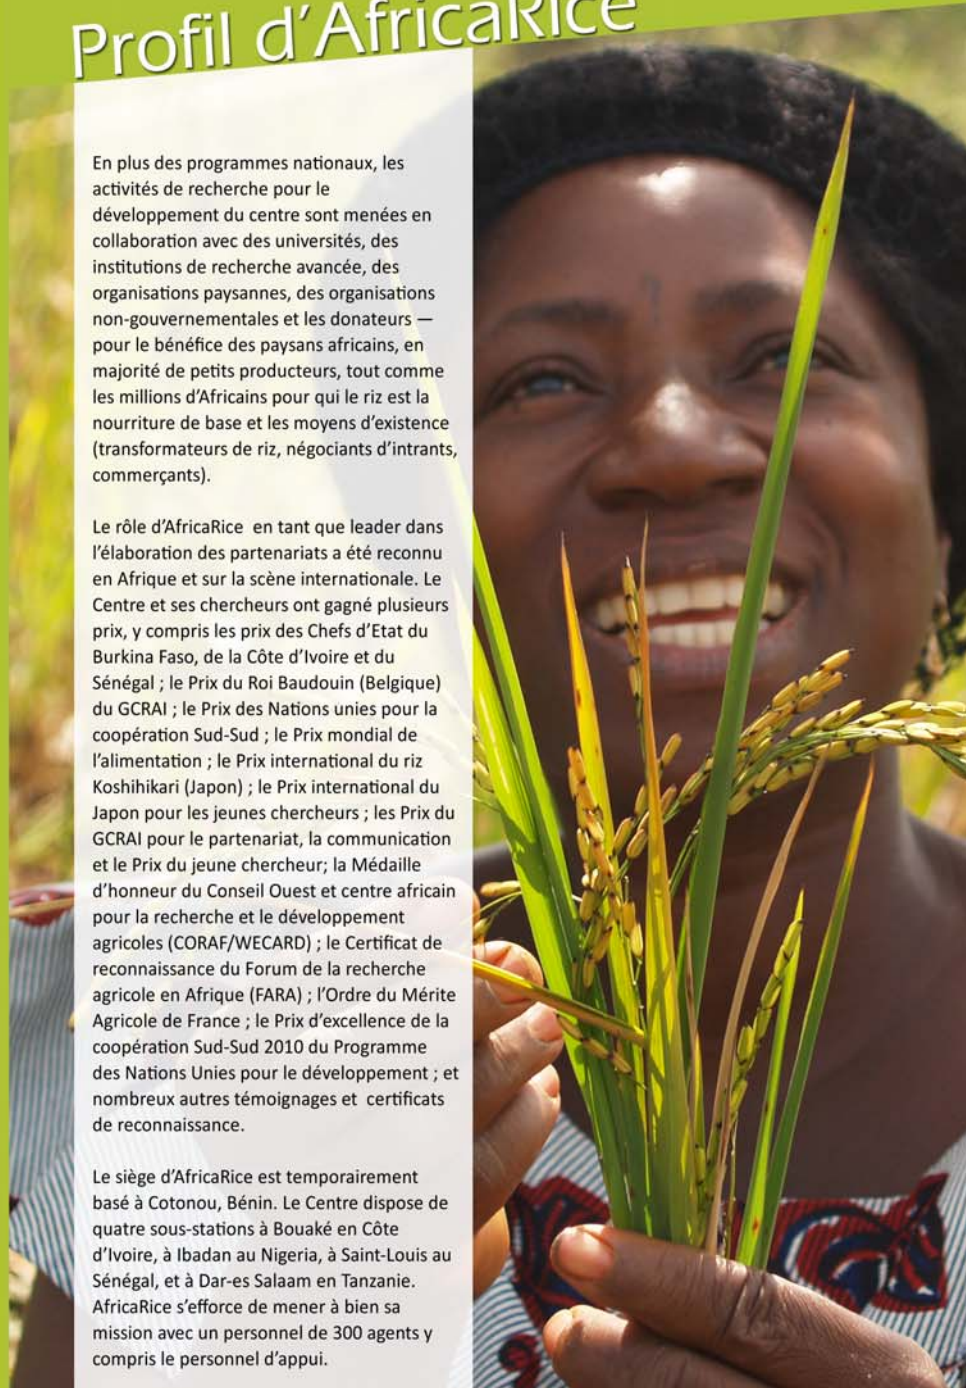 Profil d'AfricaRice
En plus des programmes nationaux, les
activités de recherche pour le
développement du centre sont menées en
collaboration avec des universités, des
institutions de recherche avancée, des
organisations paysannes, des organisations
non-gouvernementales et les donateurs —
pour le bénéfice des paysans africains, en
majorité de petits producteurs, tout comme
les millions d'Africains pour qui le riz est la
nourriture de base et les moyens d'existence
(transformateurs de riz, négociants d'intrants,
commerçants).
Le rôle d'AfricaRice en tant que leader dans
l'élaboration des partenariats a été reconnu
en Afrique et sur la scène internationale. Le
Centre et ses chercheurs ont gagné plusieurs
prix, y compris les prix des Chefs d'Etat du
Burkina Faso, de la Côte d'Ivoire et du
Sénégal ; le Prix du Roi Baudouin (Belgique)
du GCRAI ; le Prix des Nations unies pour la
coopération Sud-Sud ; le Prix mondial de
l'alimentation ; le Prix international du riz
Koshihikari (Japon) ; le Prix international du
Japon pour les jeunes chercheurs ; les Prix du
GCRAI pour le partenariat, la communication
et le Prix du jeune chercheur; la Médaille
d'honneur du Conseil Ouest et centre africain
pour la recherche et le développement
agricoles (CORAF/WECARD) ; le Certificat de
reconnaissance du Forum de la recherche
agricole en Afrique (FARA) ; l'Ordre du Mérite
Agricole de France ; le Prix d'excellence de la
coopération Sud-Sud 2010 du Programme
des Nations Unies pour le développement ; et
nombreux autres témoignages et certificats
de reconnaissance.
Le siège d'AfricaRice est temporairement
basé à Cotonou, Bénin. Le Centre dispose de
quatre sous-stations à Bouaké en Côte
d'Ivoire, à Ibadan au Nigeria, à Saint-Louis au
Sénégal, et à Dar-es Salaam en Tanzanie.
AfricaRice s'efforce de mener à bien sa
mission avec un personnel de 300 agents y
compris le personnel d'appui.